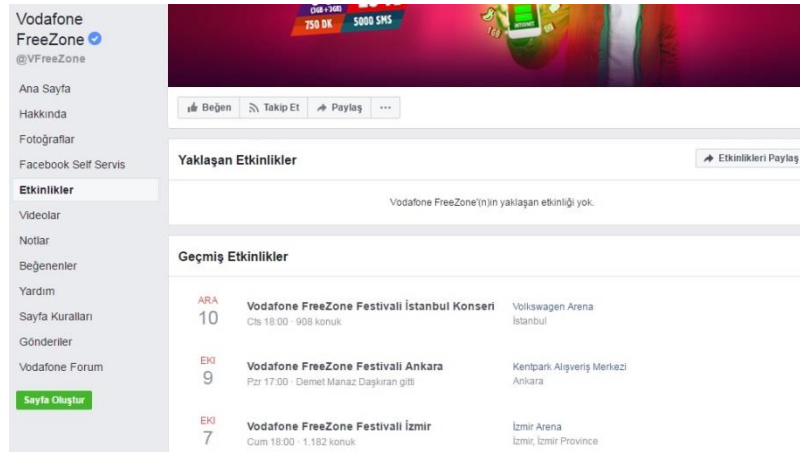 Vodafone
FreeZone
@VFreeZone
Ana Sayfa
Hakkında
Fotoğraflar
Facebook Self Servis
Etkinlikler
Videolar
Notlar
Beğenenler
Yardım
Sayfa Kuralları
Gönderiler
Vodafone Forum
Sayfa Oluştur
(3GB+3GB)
750 DK 5000 SMS
INTERNET
Beğen Takip Et Paylaş ...
Yaklaşan Etkinlikler Etkinlikleri Paylaş
Vodafone FreeZone'(n)in yaklaşan etkinliği yok.
Geçmiş Etkinlikler
ARA
10
Vodafone FreeZone Festivali İstanbul Konseri
Cts 18:00 · 908 konuk
Volkswagen Arena
İstanbul
EKI
9
Vodafone FreeZone Festivali Ankara
Pzr 17:00 · Demet Manaz Daşkıran gitti
Kentpark Alışveriş Merkezi
Ankara
EKI
7
Vodafone FreeZone Festivali İzmir
Cum 18:00 · 1.182 konuk
İzmir Arena
İzmir, İzmir Province